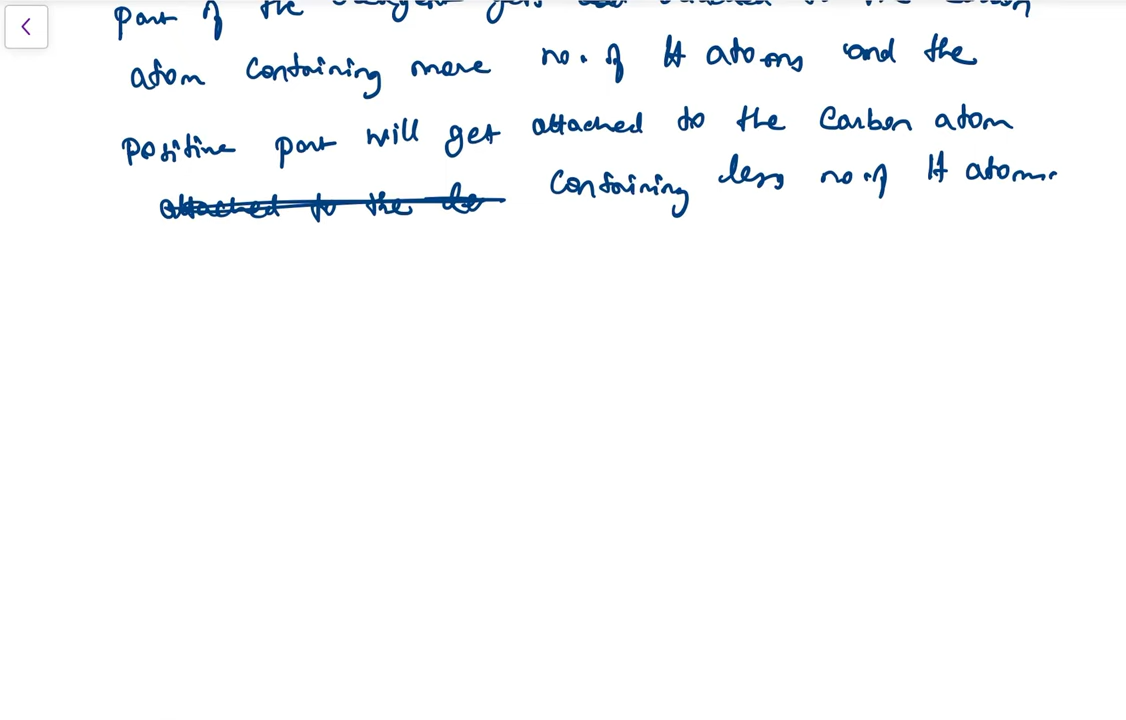 part of the
atom containing more no. of H atoms and the
positive part will get attached to the Carbon atom
attached to the le containing less no of H atoms